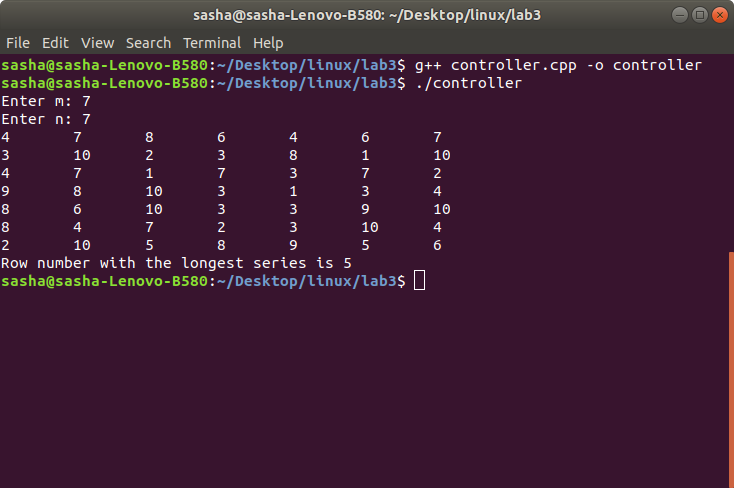 sasha@sasha-Lenovo-B580: ~/Desktop/linux/lab3
File Edit View Search Terminal Help
sasha@sasha-Lenovo-B580:~/Desktop/linux/lab3$ g++ controller.cpp -o controller
sasha@sasha-Lenovo-B580:~/Desktop/linux/lab3$ ./controller
Enter m: 7
Enter n: 7
4 7 8 6 4 6 7
3 10 2 3 8 1 10
4 7 1 7 3 7 2
9 8 10 3 1 3 4
8 6 10 3 3 9 10
8 4 7 2 3 10 4
2 10 5 8 9 5 6
Row number with the longest series is 5
sasha@sasha-Lenovo-B580:~/Desktop/linux/lab3$